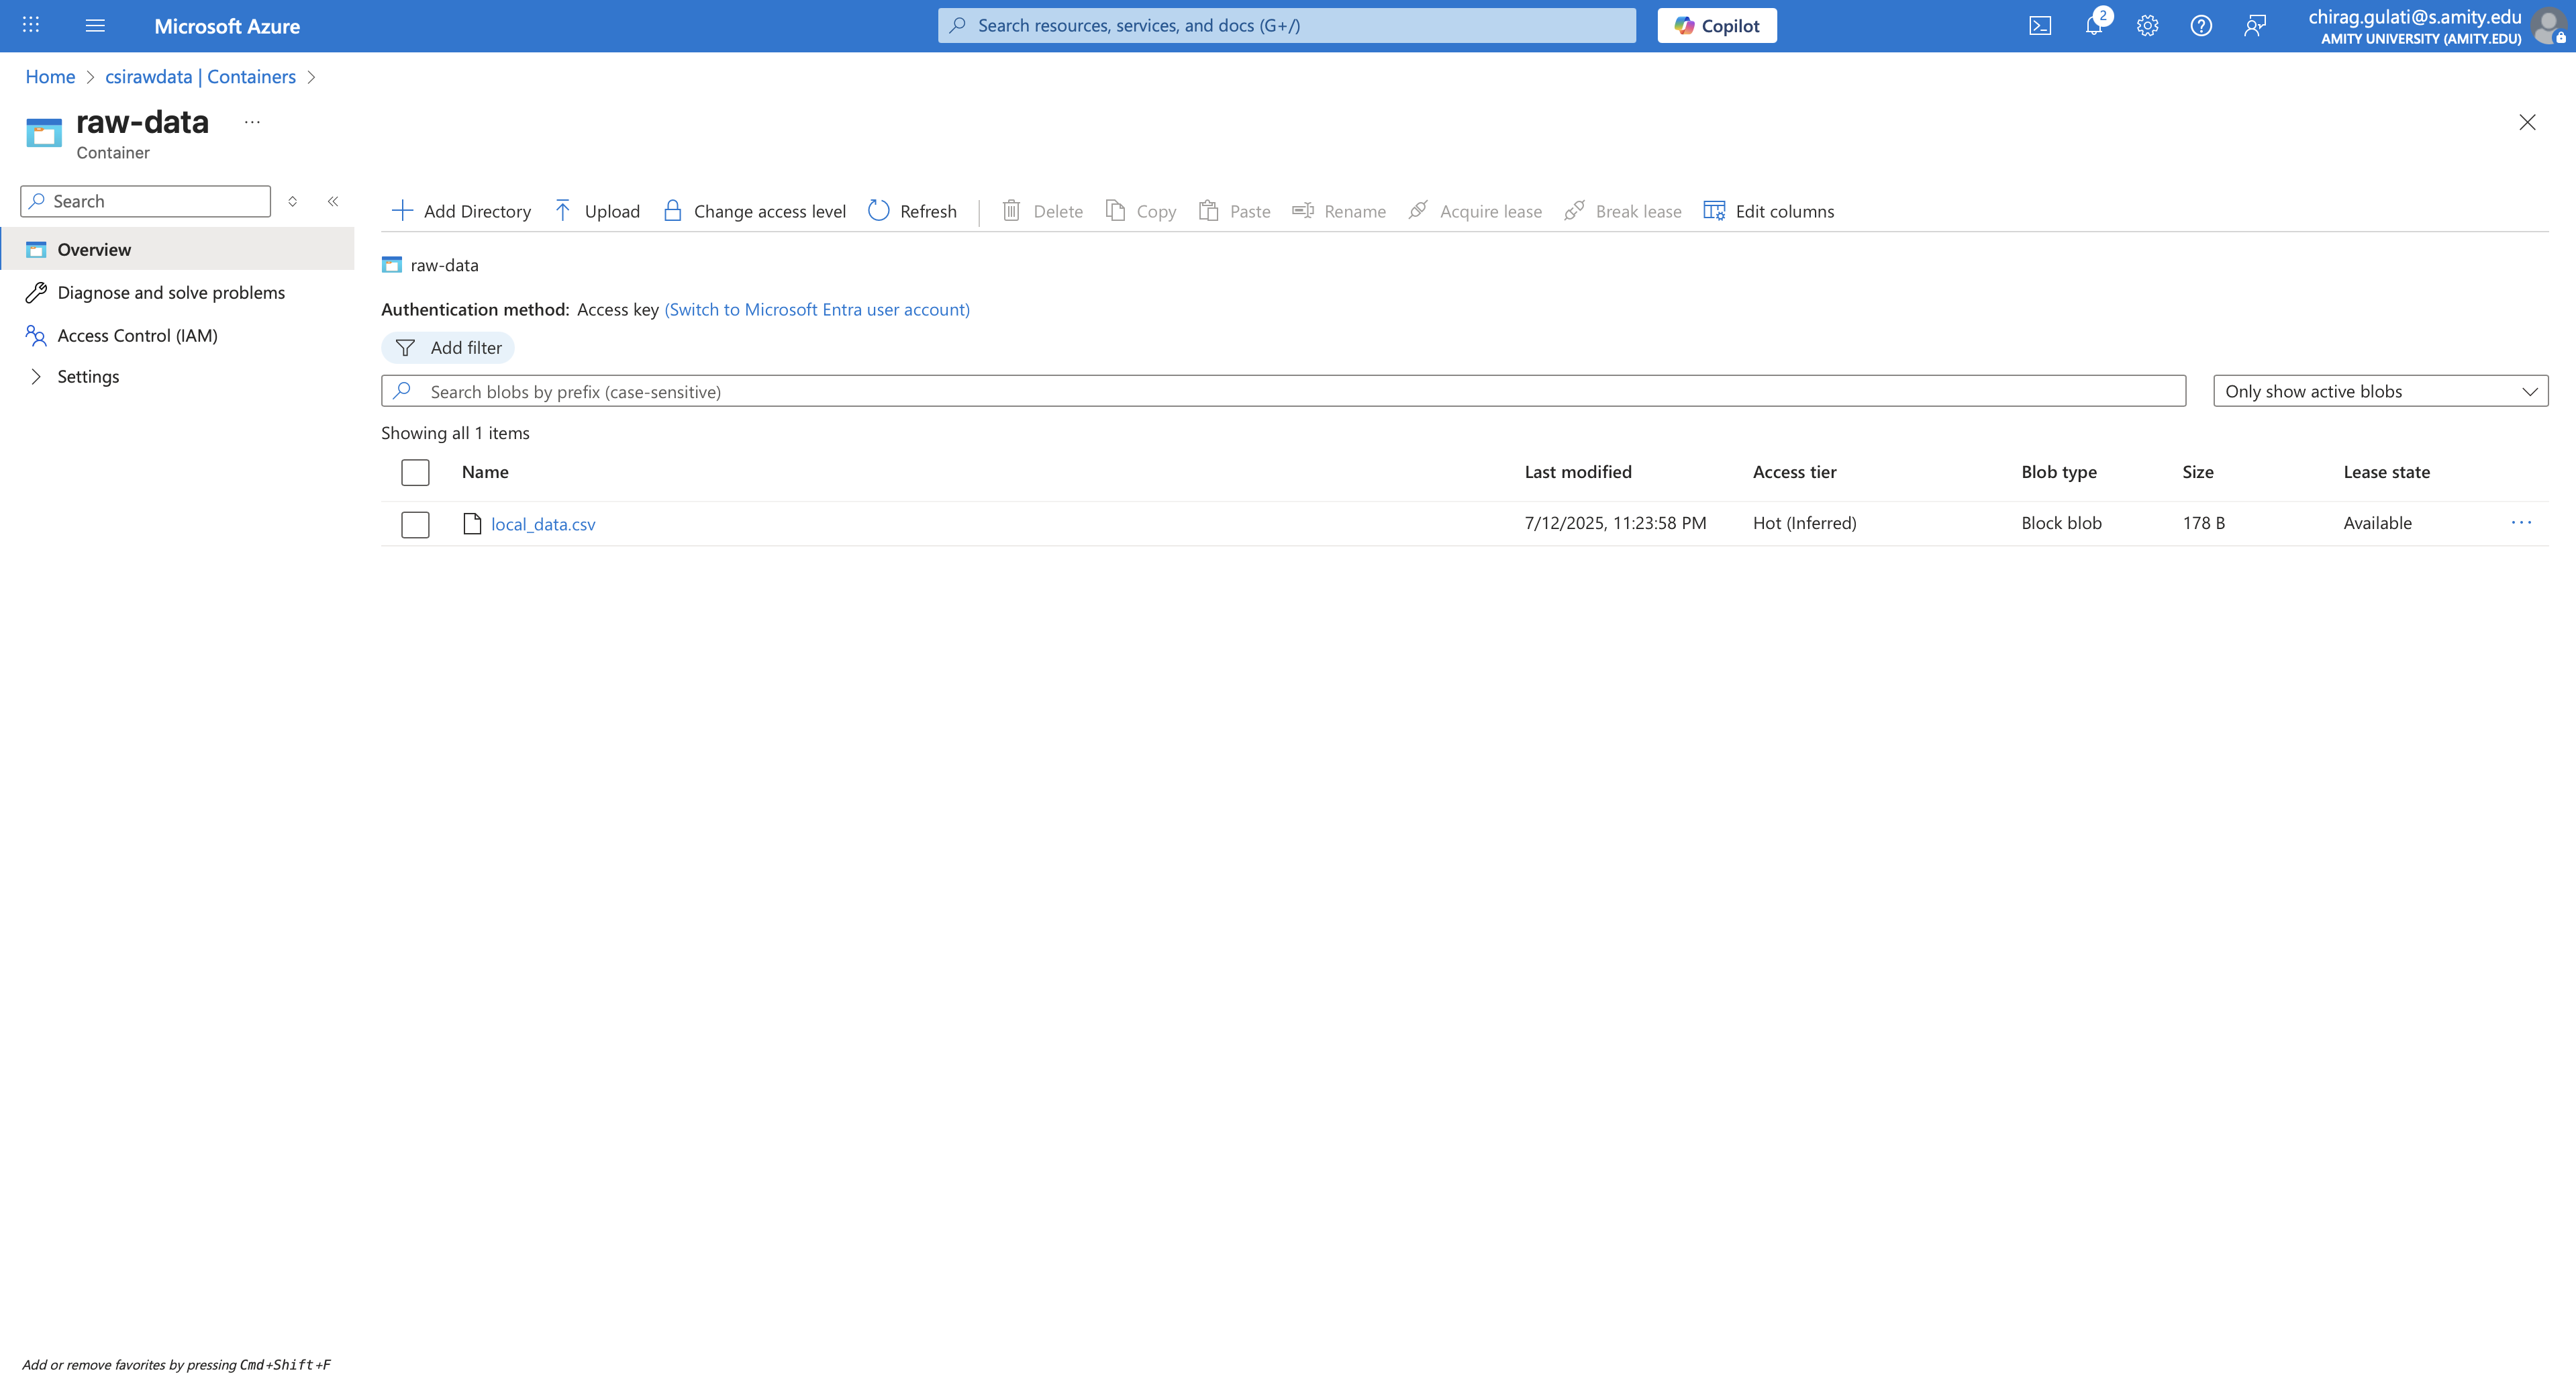 Microsoft Azure
Search resources, services, and docs (G+/)
Copilot
2
chirag.gulati@s.amity.edu
AMITY UNIVERSITY (AMITY.EDU)
Home > csirawdata | Containers >
raw-data ...
Container
Search
Add Directory Upload Change access level Refresh | Delete Copy Paste Rename Acquire lease Break lease Edit columns
Overview
Diagnose and solve problems
Access Control (IAM)
Settings
raw-data
Authentication method: Access key (Switch to Microsoft Entra user account)
Add filter
Search blobs by prefix (case-sensitive)
Only show active blobs
Showing all 1 items
Name Last modified Access tier Blob type Size Lease state
local_data.csv 7/12/2025, 11:23:58 PM Hot (Inferred) Block blob 178 B Available ...
Add or remove favorites by pressing Cmd+Shift+F